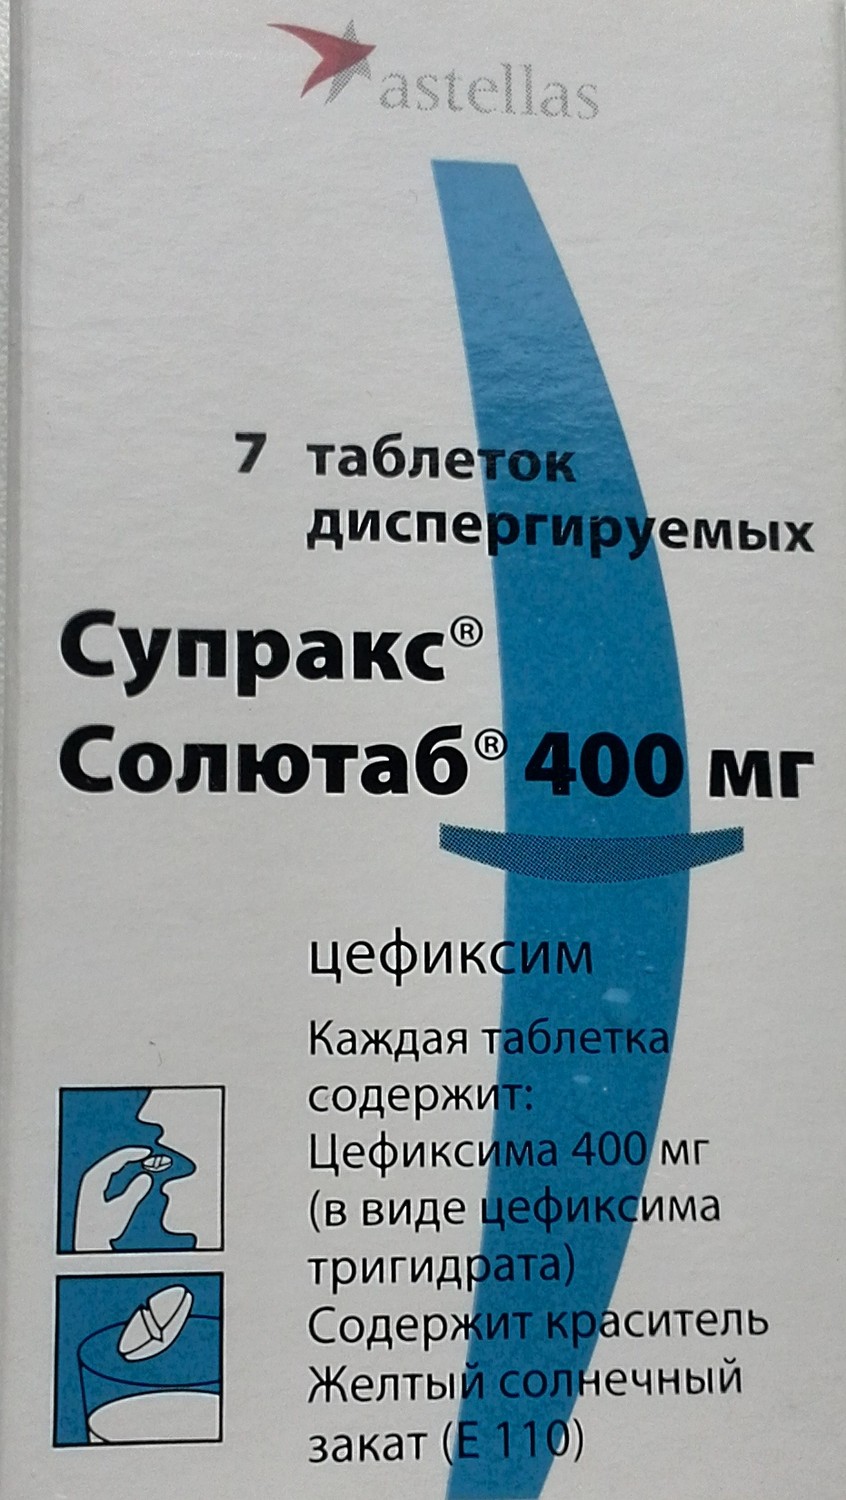 astellas
7 таблеток
диспергируемых
Супракс®
Солютаб® 400 мг
цефиксим
Каждая таблетка
содержит:
Цефиксима 400 мг
(в виде цефиксима
тригидрата)
Содержит краситель
Желтый солнечный
закат (Е 110)